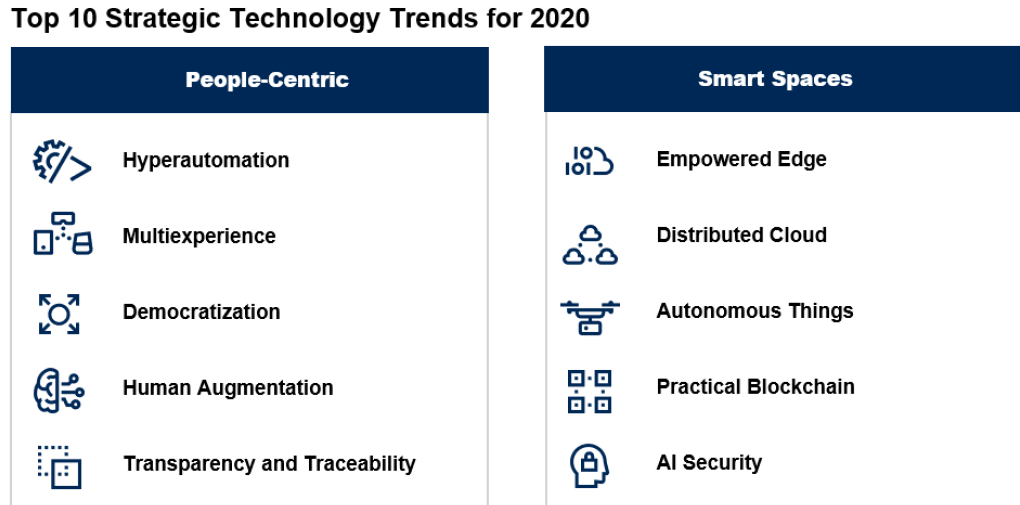 Top 10 Strategic Technology Trends for 2020
People-Centric
Hyperautomation
Multiexperience
Democratization
Human Augmentation
Transparency and Traceability
Smart Spaces
Empowered Edge
Distributed Cloud
Autonomous Things
Practical Blockchain
AI Security